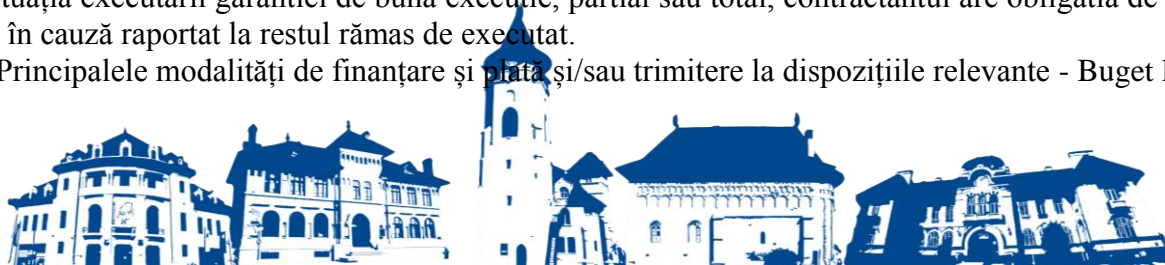 tuația executării garanției de bună execuție, parțial sau total, contractantul are obligația de
în cauză raportat la restul rămas de executat.
Principalele modalități de finanțare și plată și/sau trimitere la dispozițiile relevante - Buget